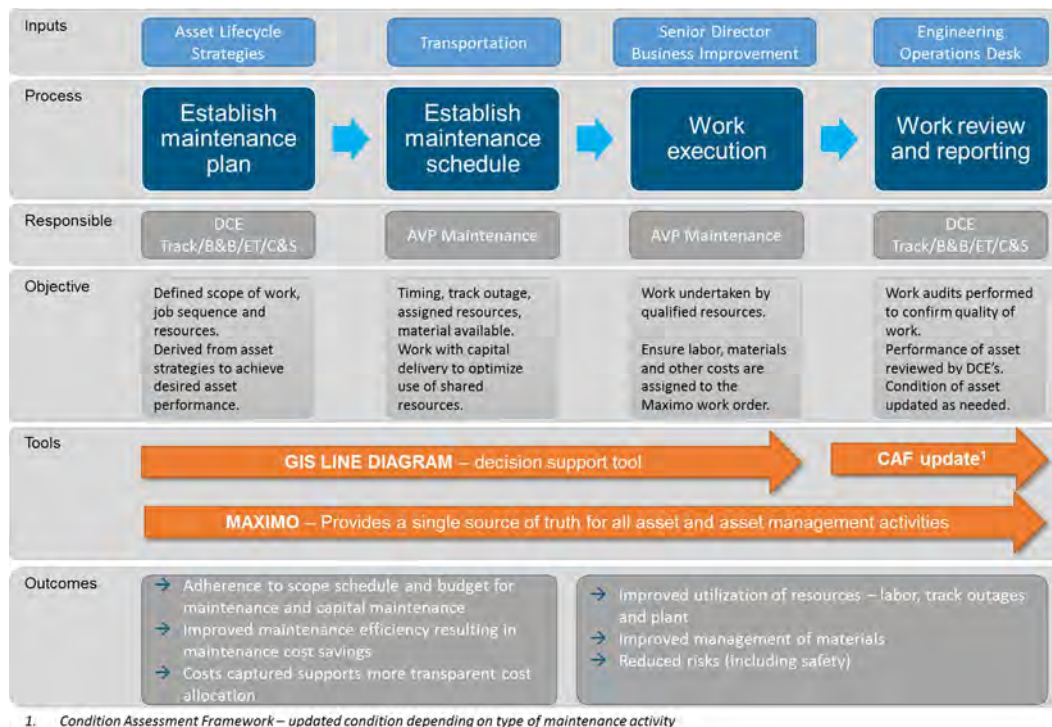 Inputs
Asset Lifecycle
Strategies
Transportation
Senior Director
Business Improvement
Engineering
Operations Desk
Process
Establish
maintenance
plan
Establish
maintenance
schedule
Work
execution
Work review
and reporting
Responsible
DCE
Track/B&B/ET/C&S
AVP Maintenance
AVP Maintenance
DCE
Track/B&B/ET/C&S
Objective
Defined scope of work,
job sequence and
resources.
Derived from asset
strategies to achieve
desired asset
performance.
Timing, track outage,
assigned resources,
material available.
Work with capital
delivery to optimize
use of shared
resources.
Work undertaken by
qualified resources.
Ensure labor, materials
and other costs are
assigned to the
Maximo work order.
Work audits performed
to confirm quality of
work.
Performance of asset
reviewed by DCE's.
Condition of asset
updated as needed.
Tools
GIS LINE DIAGRAM – decision support tool
CAF update¹
MAXIMO – Provides a single source of truth for all asset and asset management activities
Outcomes
→ Adherence to scope schedule and budget for
maintenance and capital maintenance
→ Improved maintenance efficiency resulting in
maintenance cost savings
→ Costs captured supports more transparent cost
allocation
→ Improved utilization of resources – labor, track outages
and plant
→ Improved management of materials
→ Reduced risks (including safety)
1. Condition Assessment Framework – updated condition depending on type of maintenance activity